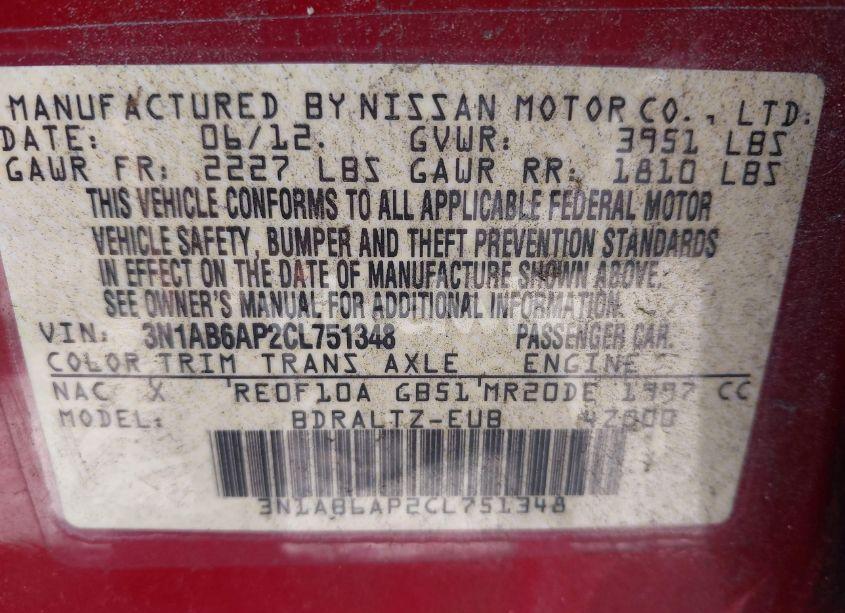 MANUFACTURED BY NISSAN MOTOR CO., LTD.
DATE: 06/12. GVWR: 3951 LBS
GAWR FR: 2227 LBS GAWR RR: 1810 LBS
THIS VEHICLE CONFORMS TO ALL APPLICABLE FEDERAL MOTOR
VEHICLE SAFETY, BUMPER AND THEFT PREVENTION STANDARDS
IN EFFECT ON THE DATE OF MANUFACTURE SHOWN ABOVE.
SEE OWNER'S MANUAL FOR ADDITIONAL INFORMATION.
VIN: 3N1AB6AP2CL751348 PASSENGER CAR.
COLOR TRIM TRANS AXLE ENGINE
NAC X RE0F10A GB51 MR20DE 1997 CC
MODEL: BDRALTZ-EUB 4Z000
3N1AB6AP2CL751348